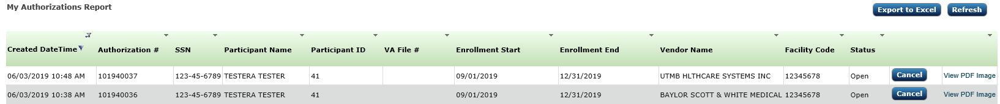 My Authorizations Report
Export to Excel Refresh
Created DateTime Authorization # SSN Participant Name Participant ID VA File # Enrollment Start Enrollment End Vendor Name Facility Code Status
06/03/2019 10:48 AM 101940037 123-45-6789 TESTERA TESTER 41 09/01/2019 12/31/2019 UTMB HLTHCARE SYSTEMS INC 12345678 Open Cancel View PDF Image
06/03/2019 10:38 AM 101940036 123-45-6789 TESTERA TESTER 41 09/01/2019 12/31/2019 BAYLOR SCOTT & WHITE MEDICAL 12345678 Open Cancel View PDF Image